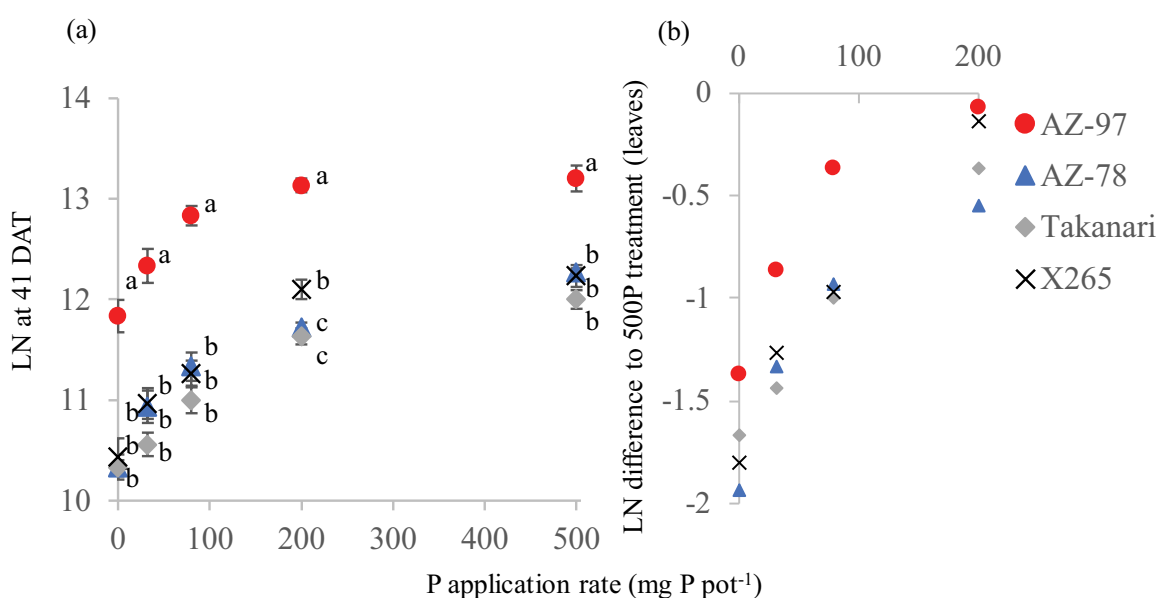 (a)
(b)
LN at 41 DAT
14
13
12
11
10
0 100 200 300 400 500
a
a
a
a
a
b
b
b
b
b
b
b
b
b
b
c
c
b
b
b
LN difference to 500P treatment (leaves)
0 100 200
0
-0.5
-1
-1.5
-2
AZ-97
AZ-78
Takanari
X265
P application rate (mg P pot⁻¹)